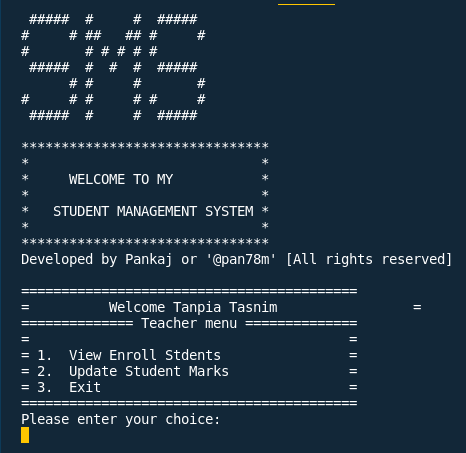 #####  #     #  #####
#     # ##   ## #     #
#       # # # # #
 #####  #  #  #  #####
      # #     #       #
#     # #     # #     #
 #####  #     #  #####
*******************************
*                             *
*     WELCOME TO MY           *
*                             *
*   STUDENT MANAGEMENT SYSTEM *
*                             *
*******************************
Developed by Pankaj or '@pan78m' [All rights reserved]
==========================================
=          Welcome Tanpia Tasnim                 =
============== Teacher menu ==============
=                                        =
= 1.  View Enroll Stdents                =
= 2.  Update Student Marks               =
= 3.  Exit                               =
==========================================
Please enter your choice: